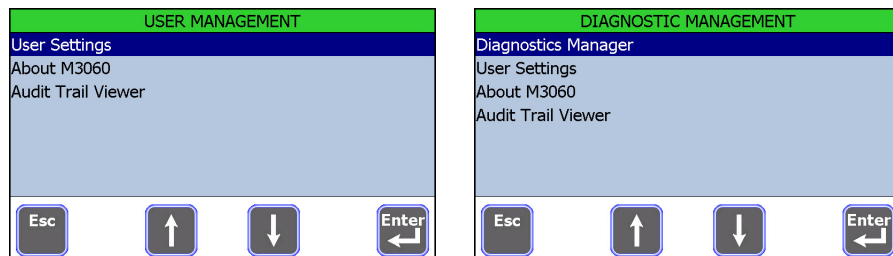 USER MANAGEMENT
User Settings
About M3060
Audit Trail Viewer
Esc
Enter
DIAGNOSTIC MANAGEMENT
Diagnostics Manager
User Settings
About M3060
Audit Trail Viewer
Esc
Enter